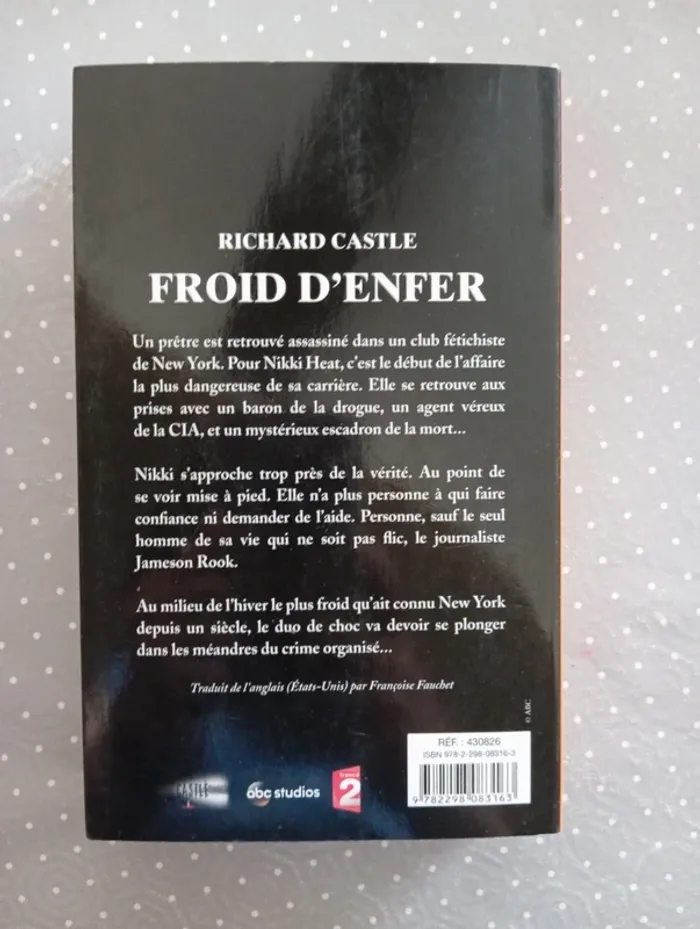 RICHARD CASTLE
FROID D'ENFER
Un prêtre est retrouvé assassiné dans un club fétichiste
de New York. Pour Nikki Heat, c'est le début de l'affaire
la plus dangereuse de sa carrière. Elle se retrouve aux
prises avec un baron de la drogue, un agent véreux
de la CIA, et un mystérieux escadron de la mort...
Nikki s'approche trop près de la vérité. Au point de
se voir mise à pied. Elle n'a plus personne à qui faire
confiance ni demander de l'aide. Personne, sauf le seul
homme de sa vie qui ne soit pas flic, le journaliste
Jameson Rook.
Au milieu de l'hiver le plus froid qu'ait connu New York
depuis un siècle, le duo de choc va devoir se plonger
dans les méandres du crime organisé...
Traduit de l'anglais (États-Unis) par Françoise Fauchet
© ABC
RÉF. : 430826
ISBN 978-2-298-08316-3
9 782298 083163
CASTLE
abc studios
france
2